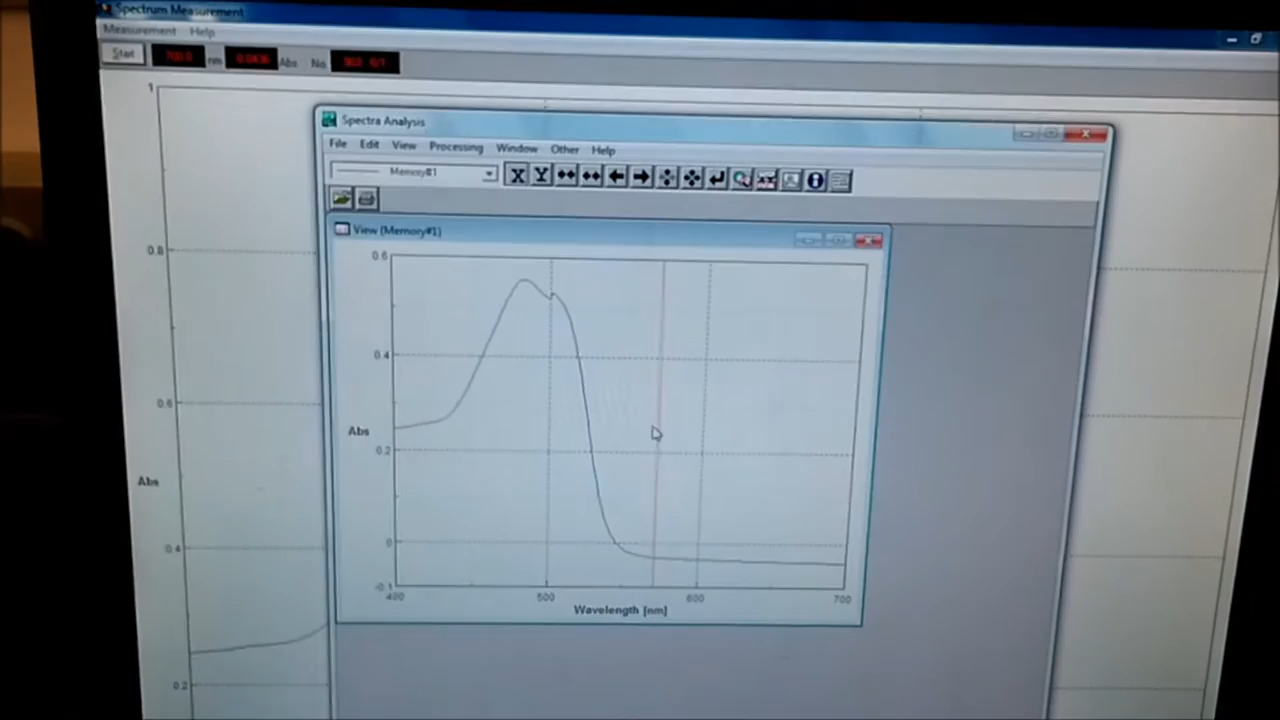 Spectrum Measurement
Measurement Help
Start nm Abs No.
Spectra Analysis
File Edit View Processing Window Other Help
Memory#1
X Y
View (Memory#1)
1
0.8
0.6
Abs
0.4
0.2
0.6
0.4
Abs
0.2
0
-0.1
400 500 600 700
Wavelength [nm]